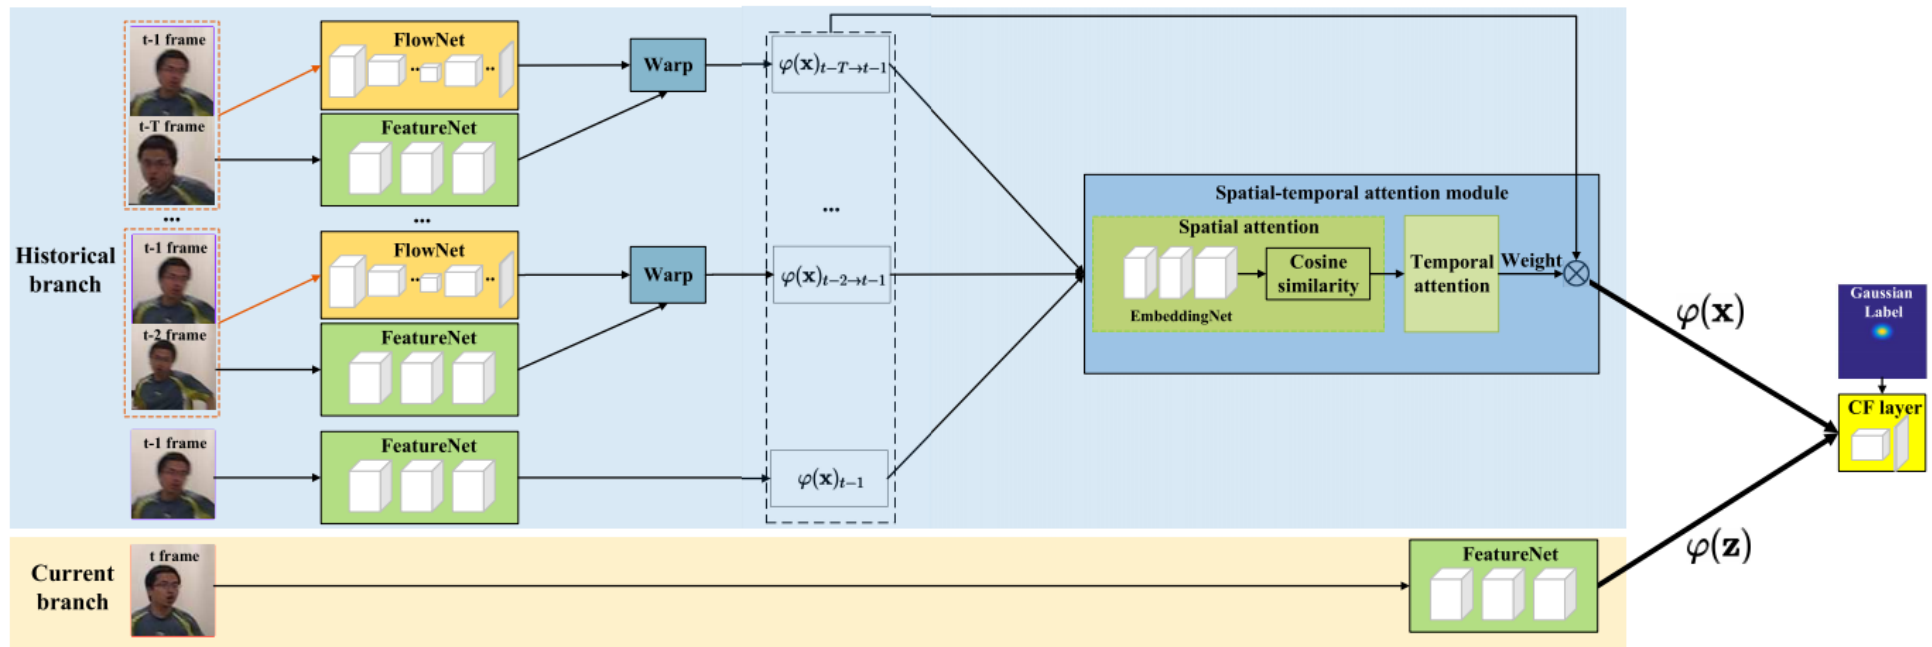 t-1 frame
FlowNet
Warp
φ(x)t−T→t−1
t-T frame
FeatureNet
...
...
...
Spatial-temporal attention module
Spatial attention
Historical
branch
t-1 frame
FlowNet
Warp
φ(x)t−2→t−1
Cosine
similarity
Temporal
attention
Weight
EmbeddingNet
t-2 frame
FeatureNet
φ(x)
Gaussian
Label
CF layer
t-1 frame
FeatureNet
φ(x)t−1
φ(z)
Current
branch
t frame
FeatureNet